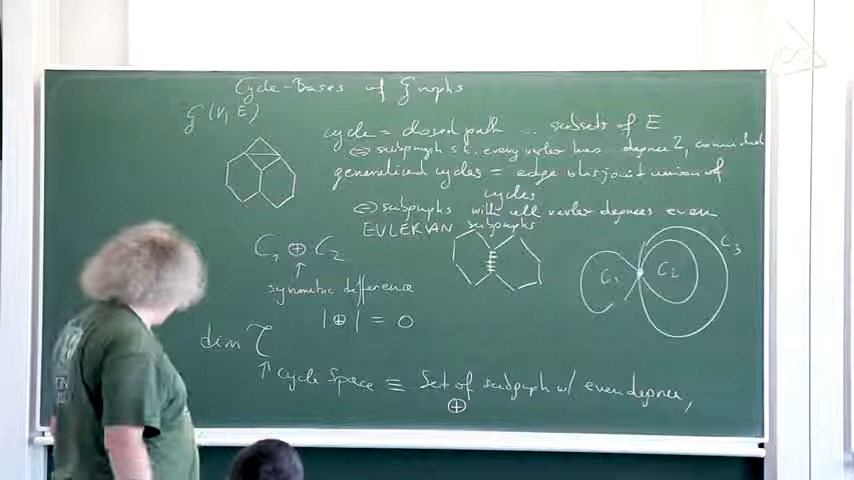 Cycle-Bases of Graphs
G(V, E)
cycle = closed path .. subsets of E
⇔ subgraph s.t. every vertex has degree 2, connected
generalized cycles = edge disjoint union of
cycles
⇔ subgraphs with all vertex degrees even
EULERIAN subgraphs
C₁ ⊕ C₂
↑
symmetric difference
1 ⊕ 1 = 0
C₁ C₂ C₃
dim
↑ cycle space ≡ Set of subgraph w/ even degree,
⊕